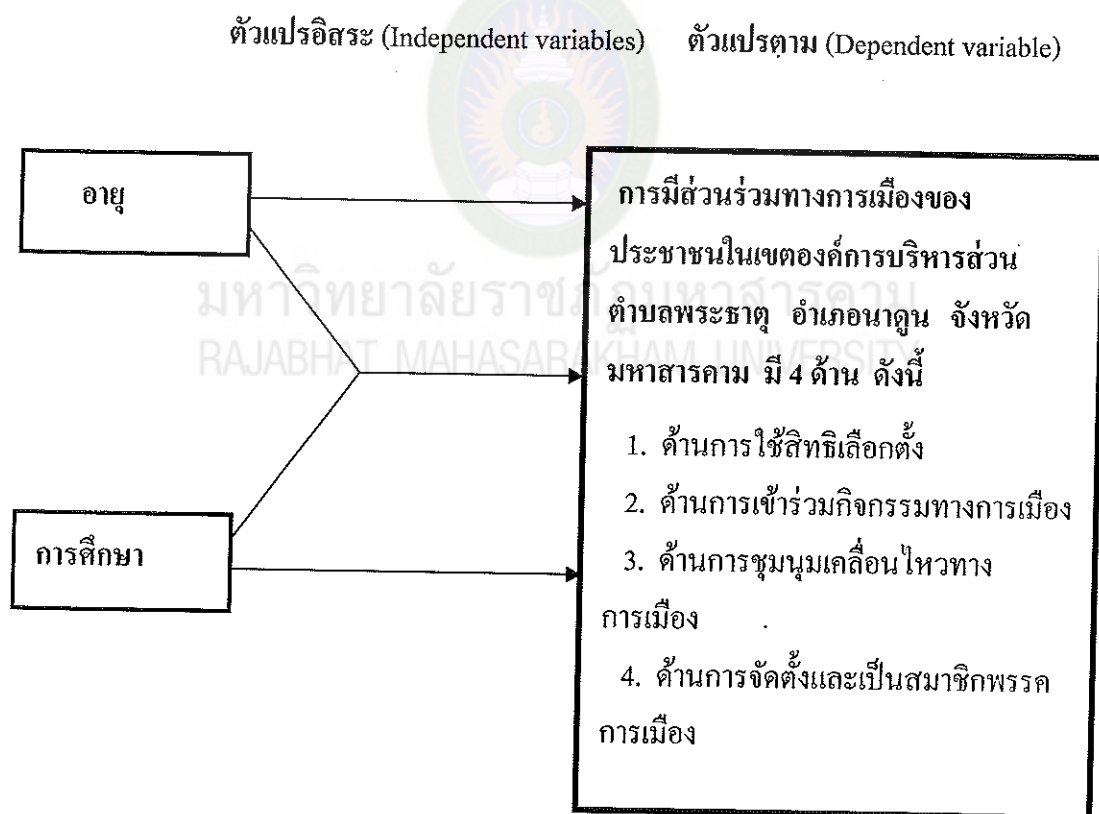 ตัวแปรอิสระ (Independent variables) ตัวแปรตาม (Dependent variable)
อายุ
การมีส่วนร่วมทางการเมืองของ
ประชาชนในเขตองค์การบริหารส่วน
ตำบลพระธาตุ อำเภอนาดูน จังหวัด
มหาสารคาม มี 4 ด้าน ดังนี้
1. ด้านการใช้สิทธิเลือกตั้ง
2. ด้านการเข้าร่วมกิจกรรมทางการเมือง
3. ด้านการชุมนุมเคลื่อนไหวทาง
การเมือง
4. ด้านการจัดตั้งและเป็นสมาชิกพรรค
การเมือง
การศึกษา
มหาวิทยาลัยราชภัฏมหาสารคาม
RAJABHAT MAHASARAKHAM UNIVERSITY